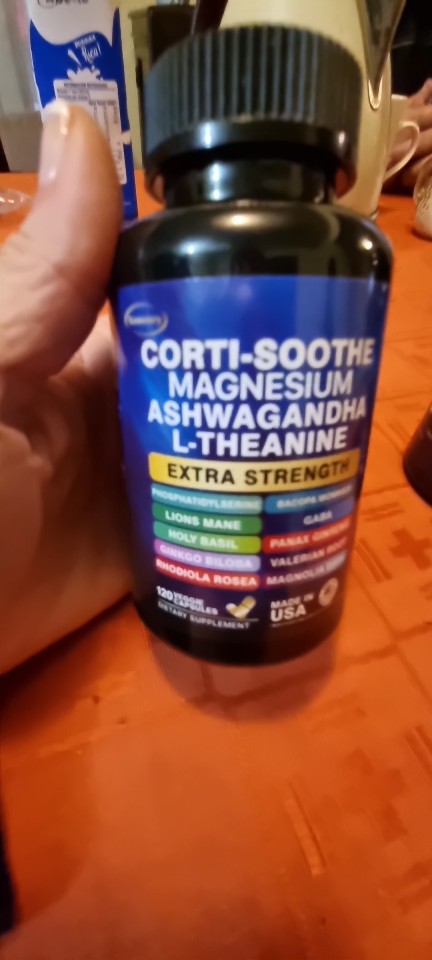 CORTI-SOOTHE
MAGNESIUM
ASHWAGANDHA
L-THEANINE
EXTRA STRENGTH
PHOSPHATIDYLSERINE
BACOPA
LIONS MANE
GABA
HOLY BASIL
PANAX GINSENG
GINKGO BILOBA
VALERIAN ROOT
RHODIOLA ROSEA
MAGNOLIA
120 VEGGIE
CAPSULES
DIETARY SUPPLEMENT
MADE IN
USA